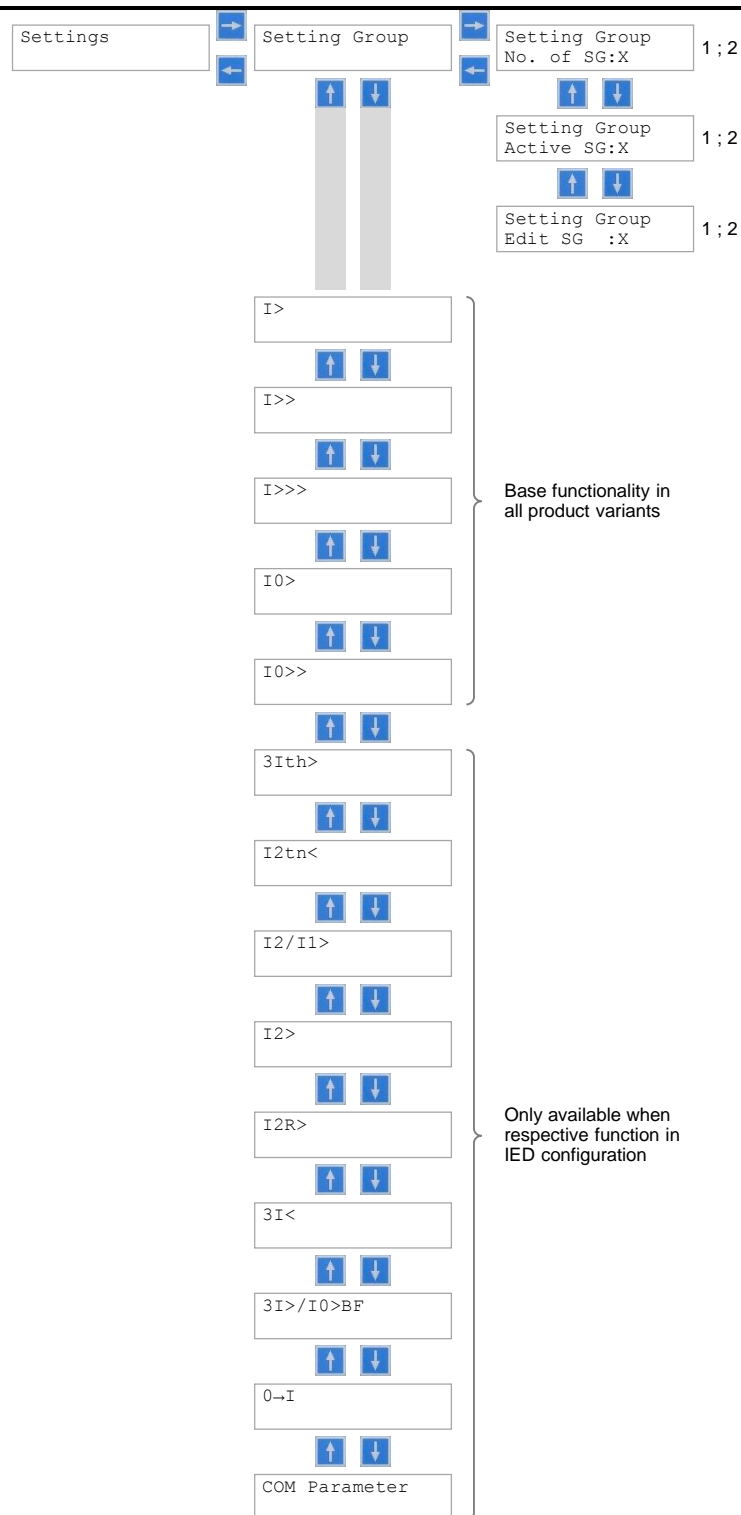 Settings
Setting Group
Setting Group
No. of SG:X
1 ; 2
Setting Group
Active SG:X
1 ; 2
Setting Group
Edit SG  :X
1 ; 2
I>
I>>
I>>>
Base functionality in
all product variants
I0>
I0>>
3Ith>
I2tn<
I2/I1>
I2>
I2R>
Only available when
respective function in
IED configuration
3I<
3I>/I0>BF
0→I
COM Parameter